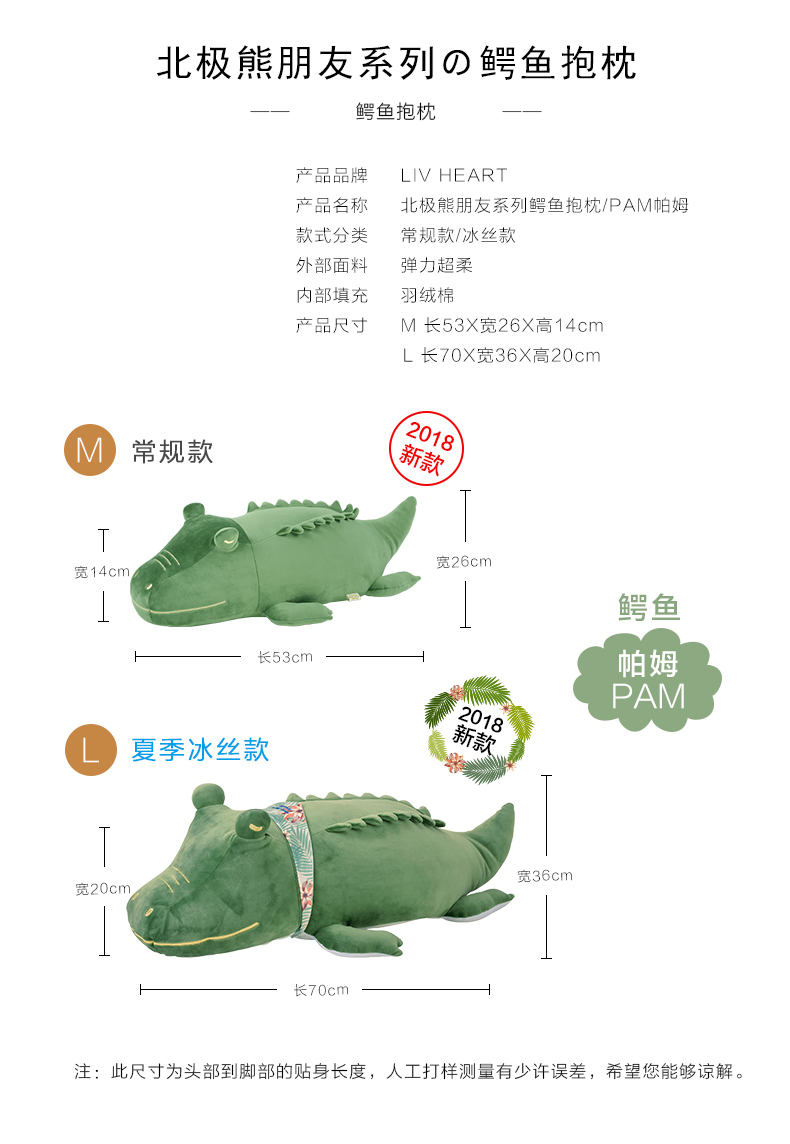 北极熊朋友系列の鳄鱼抱枕
—— 鳄鱼抱枕 ——
产品品牌 LIV HEART
产品名称 北极熊朋友系列鳄鱼抱枕/PAM帕姆
款式分类 常规款/冰丝款
外部面料 弹力超柔
内部填充 羽绒棉
产品尺寸 M 长53X宽26X高14cm
L 长70X宽36X高20cm
M 常规款
2018
新款
宽14cm
宽26cm
长53cm
鳄鱼
帕姆
PAM
L 夏季冰丝款
2018
新款
宽20cm
宽36cm
长70cm
注：此尺寸为头部到脚部的贴身长度，人工打样测量有少许误差，希望您能够谅解。